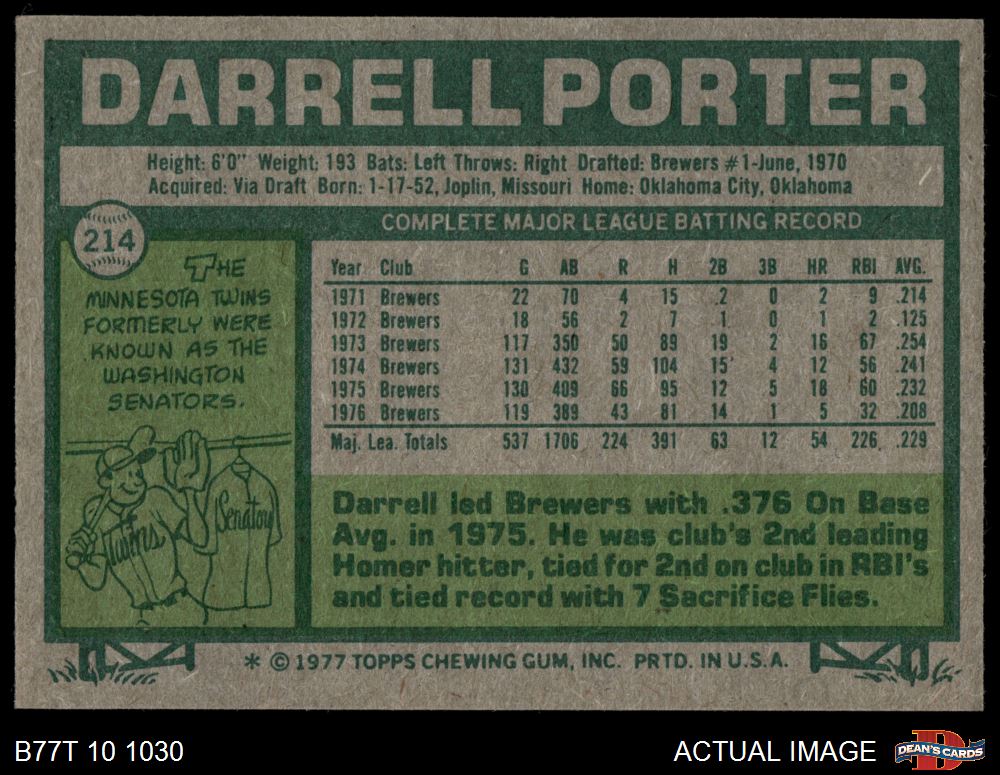 DARRELL PORTER
Height: 6'0" Weight: 193 Bats: Left Throws: Right Drafted: Brewers #1-June, 1970
Acquired: Via Draft Born: 1-17-52, Joplin, Missouri Home: Oklahoma City, Oklahoma
214
THE
MINNESOTA TWINS
FORMERLY WERE
KNOWN AS THE
WASHINGTON
SENATORS.
Twins
Senators
COMPLETE MAJOR LEAGUE BATTING RECORD
Year Club G AB R H 2B 3B HR RBI AVG.
1971 Brewers 22 70 4 15 2 0 2 9 .214
1972 Brewers 18 56 2 7 1 0 1 2 .125
1973 Brewers 117 350 50 89 19 2 16 67 .254
1974 Brewers 131 432 59 104 15 4 12 56 .241
1975 Brewers 130 409 66 95 12 5 18 60 .232
1976 Brewers 119 389 43 81 14 1 5 32 .208
Maj. Lea. Totals 537 1706 224 391 63 12 54 226 .229
Darrell led Brewers with .376 On Base
Avg. in 1975. He was club's 2nd leading
Homer hitter, tied for 2nd on club in RBI's
and tied record with 7 Sacrifice Flies.
* © 1977 TOPPS CHEWING GUM, INC. PRTD. IN U.S.A.
B77T 10 1030
ACTUAL IMAGE
D
DEAN'S CARDS